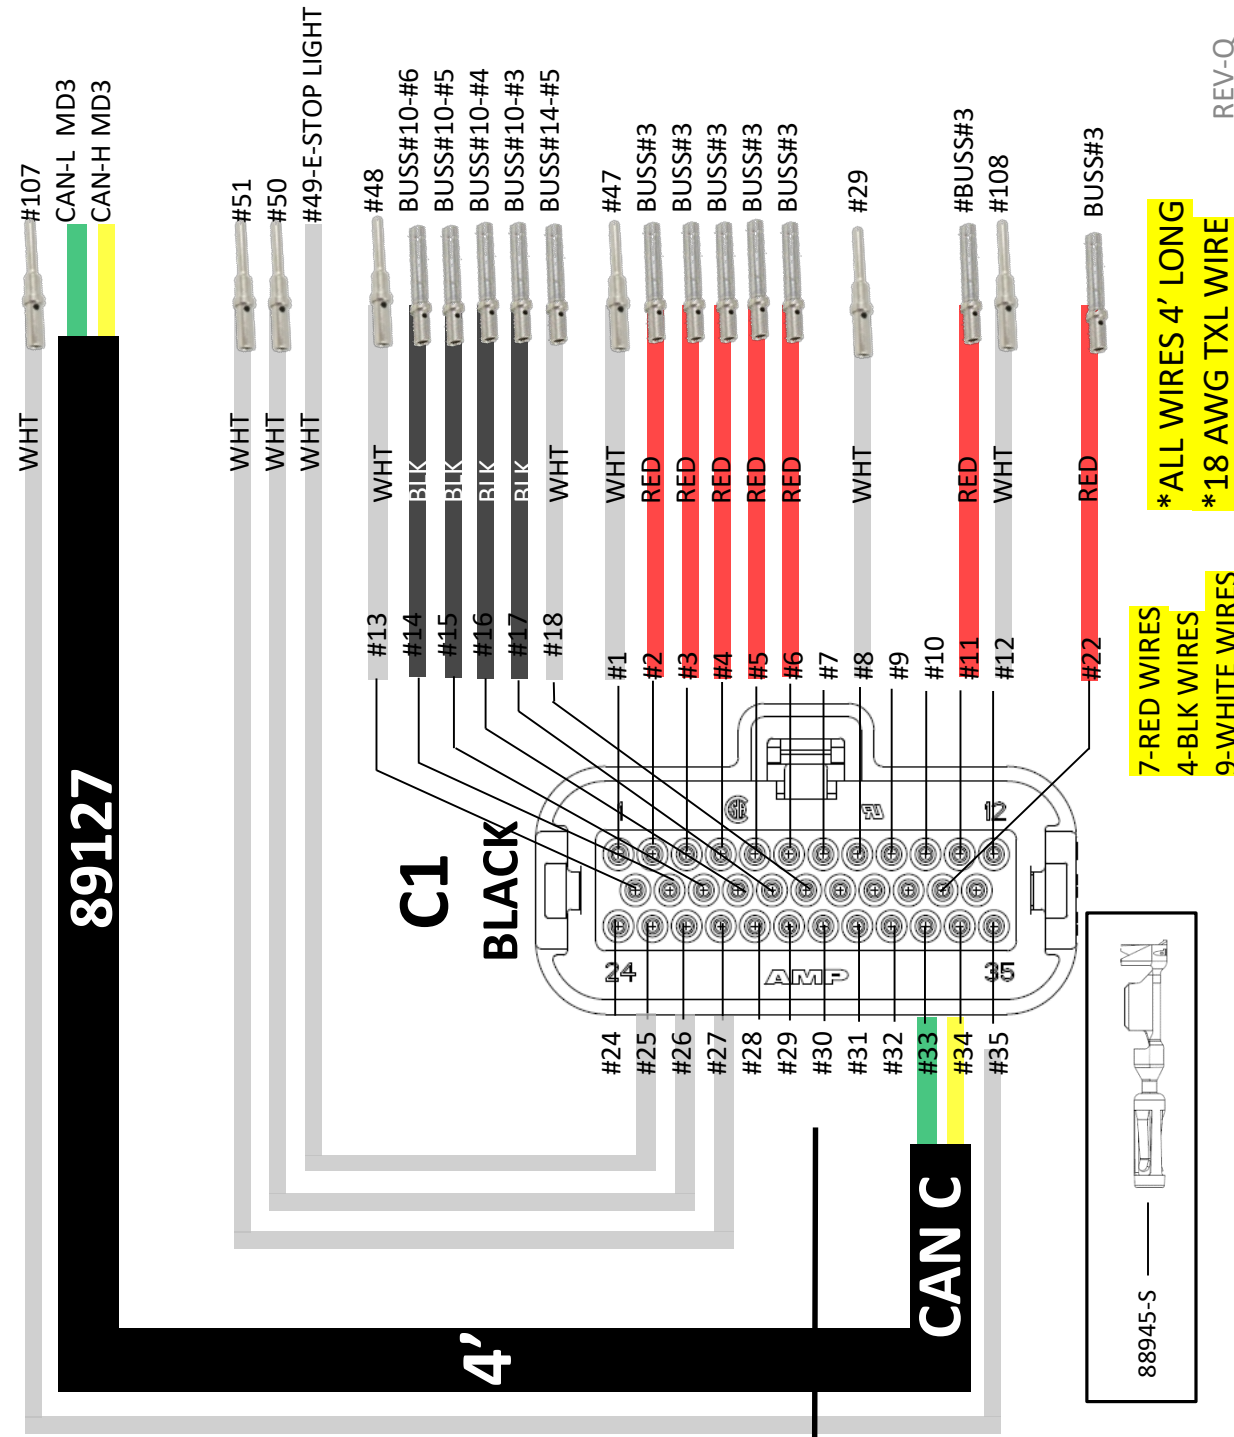 #107
CAN-L MD3
CAN-H MD3
#51
#50
#49-E-STOP LIGHT
#48
BUSS#10-#6
BUSS#10-#5
BUSS#10-#4
BUSS#10-#3
BUSS#14-#5
#47
BUSS#3
BUSS#3
BUSS#3
BUSS#3
BUSS#3
#29
#BUSS#3
#108
BUSS#3
REV-Q
WHT
WHT
WHT
WHT
WHT
BLK
BLK
BLK
BLK
WHT
WHT
RED
RED
RED
RED
RED
WHT
RED
WHT
RED
*ALL WIRES 4' LONG
*18 AWG TXL WIRE
#13
#14
#15
#16
#17
#18
#1
#2
#3
#4
#5
#6
#7
#8
#9
#10
#11
#12
#22
7-RED WIRES
4-BLK WIRES
9-WHITE WIRES
89127
C1
BLACK
1
12
24
AMP
35
#24
#25
#26
#27
#28
#29
#30
#31
#32
#33
#34
#35
4'
CAN C
88945-S